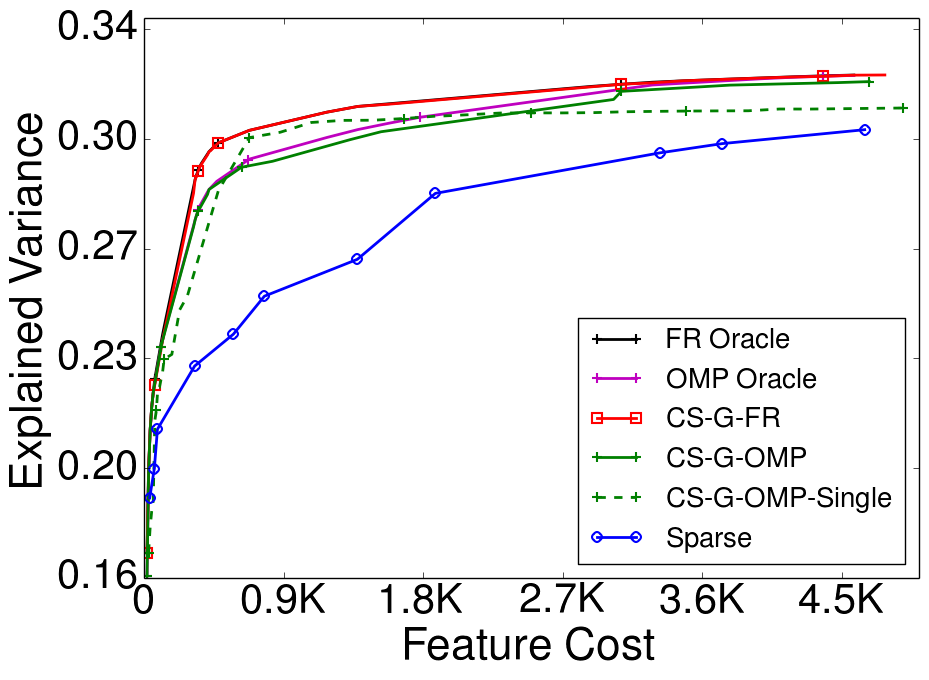 0.34
0.30
0.27
0.23
0.20
0.16
Explained Variance
0
0.9K
1.8K
2.7K
3.6K
4.5K
Feature Cost
FR Oracle
OMP Oracle
CS-G-FR
CS-G-OMP
CS-G-OMP-Single
Sparse